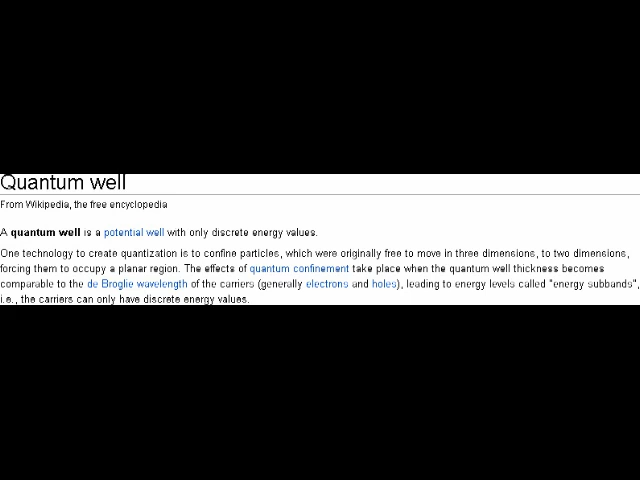 Quantum well
From Wikipedia, the free encyclopedia
A quantum well is a potential well with only discrete energy values.
One technology to create quantization is to confine particles, which were originally free to move in three dimensions, to two dimensions,
forcing them to occupy a planar region. The effects of quantum confinement take place when the quantum well thickness becomes
comparable to the de Broglie wavelength of the carriers (generally electrons and holes), leading to energy levels called "energy subbands",
i.e., the carriers can only have discrete energy values.